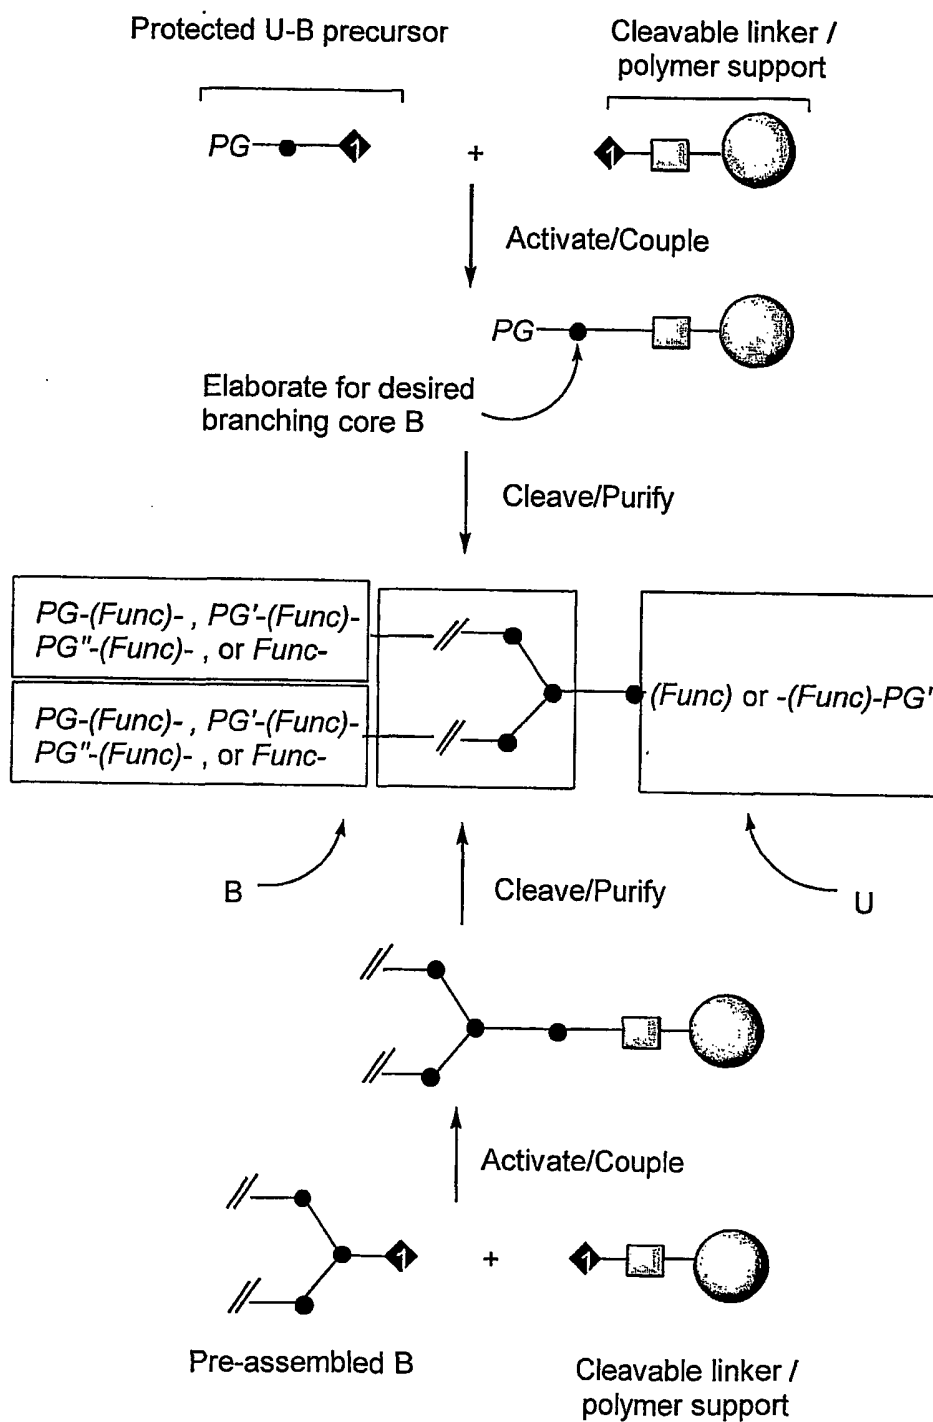 Protected U-B precursor
Cleavable linker /
polymer support
PG
1
+
1
Activate/Couple
PG
Elaborate for desired
branching core B
Cleave/Purify
PG-(Func)- , PG'-(Func)-
PG"-(Func)- , or Func-
PG-(Func)- , PG'-(Func)-
PG"-(Func)- , or Func-
(Func) or -(Func)-PG'
B
Cleave/Purify
U
Activate/Couple
1
+
1
Pre-assembled B
Cleavable linker /
polymer support